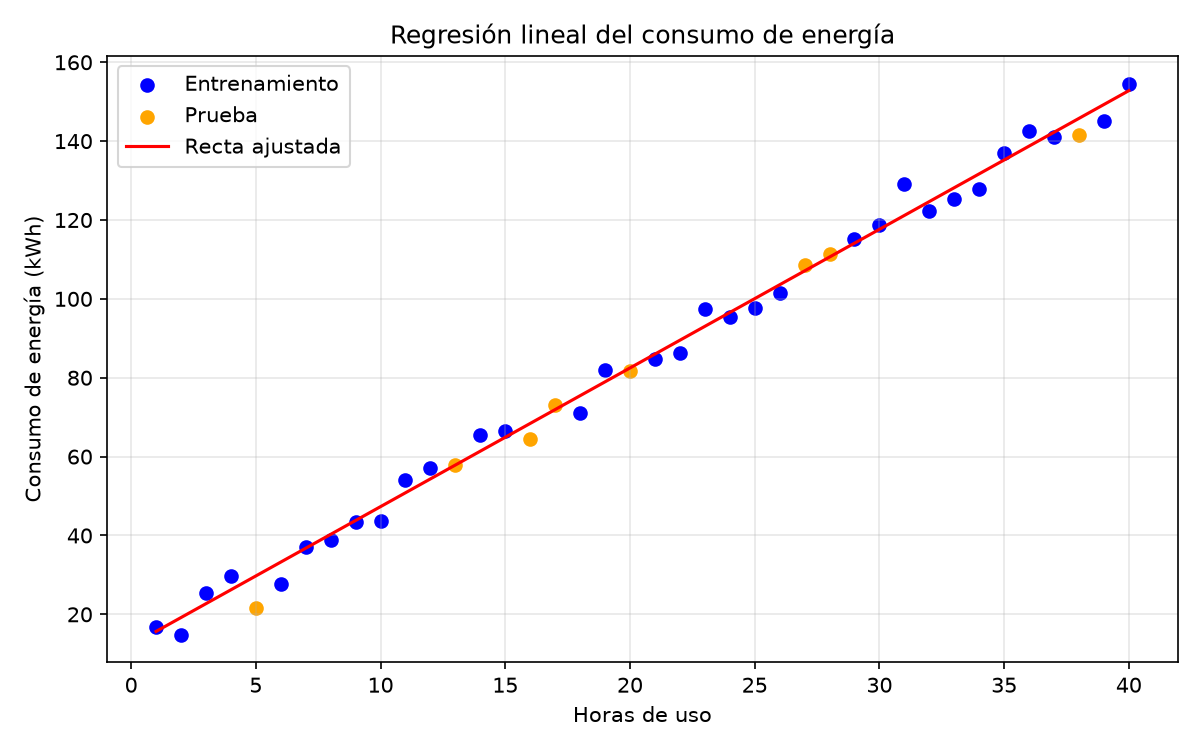 Regresión lineal del consumo de energía
Entrenamiento
Prueba
Recta ajustada
Consumo de energía (kWh)
160
140
120
100
80
60
40
20
0 5 10 15 20 25 30 35 40
Horas de uso